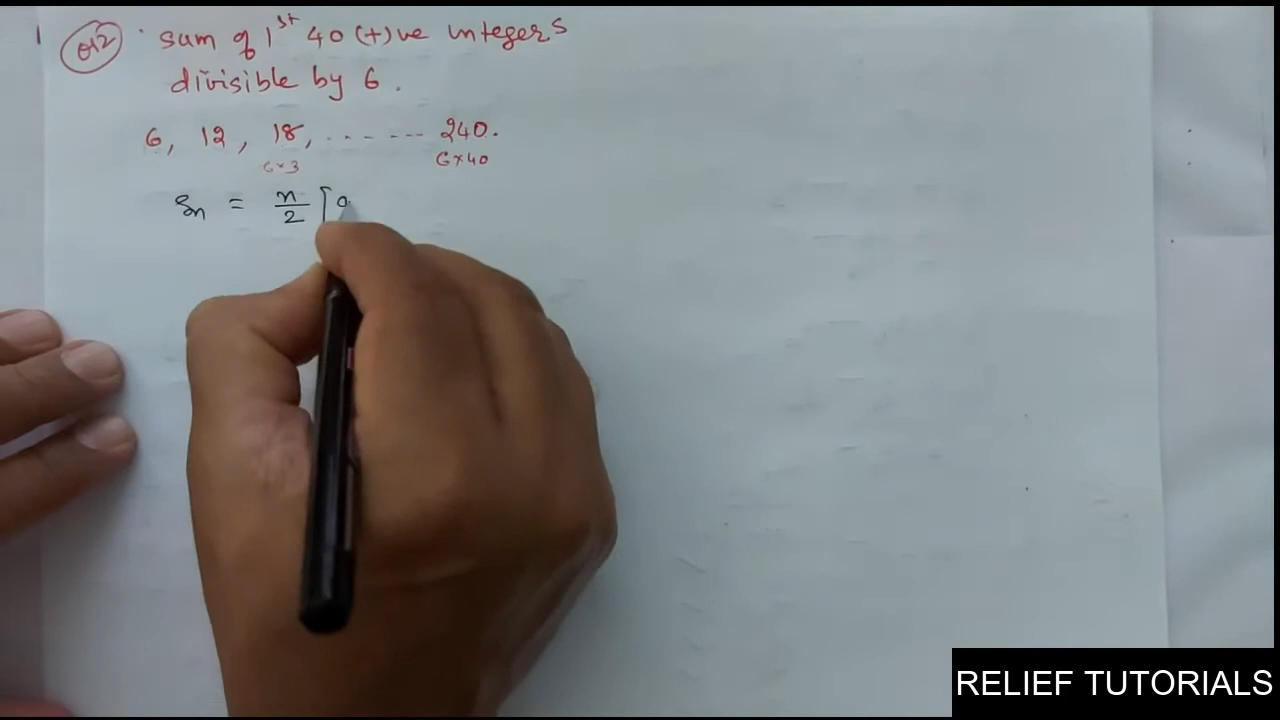 Q12 sum of 1st 40 (+)ve integers
divisible by 6.
6, 12, 18, ........ 240.
6×3 6×40
Sn = n/2 [a
RELIEF TUTORIALS